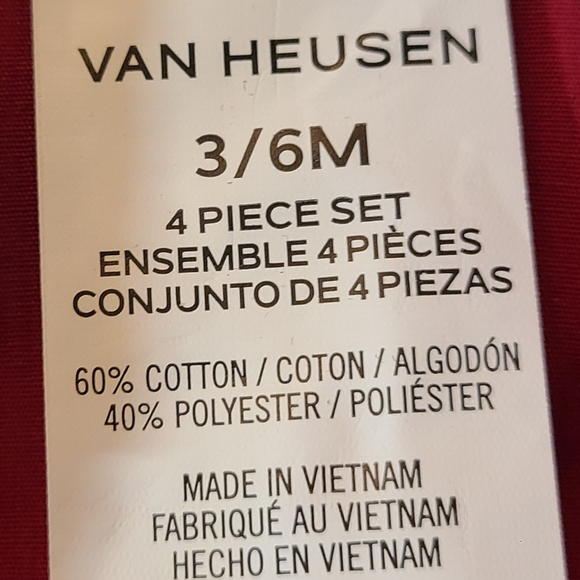 VAN HEUSEN
3/6M
4 PIECE SET
ENSEMBLE 4 PIÈCES
CONJUNTO DE 4 PIEZAS
60% COTTON / COTON / ALGODÓN
40% POLYESTER / POLIÉSTER
MADE IN VIETNAM
FABRIQUÉ AU VIETNAM
HECHO EN VIETNAM